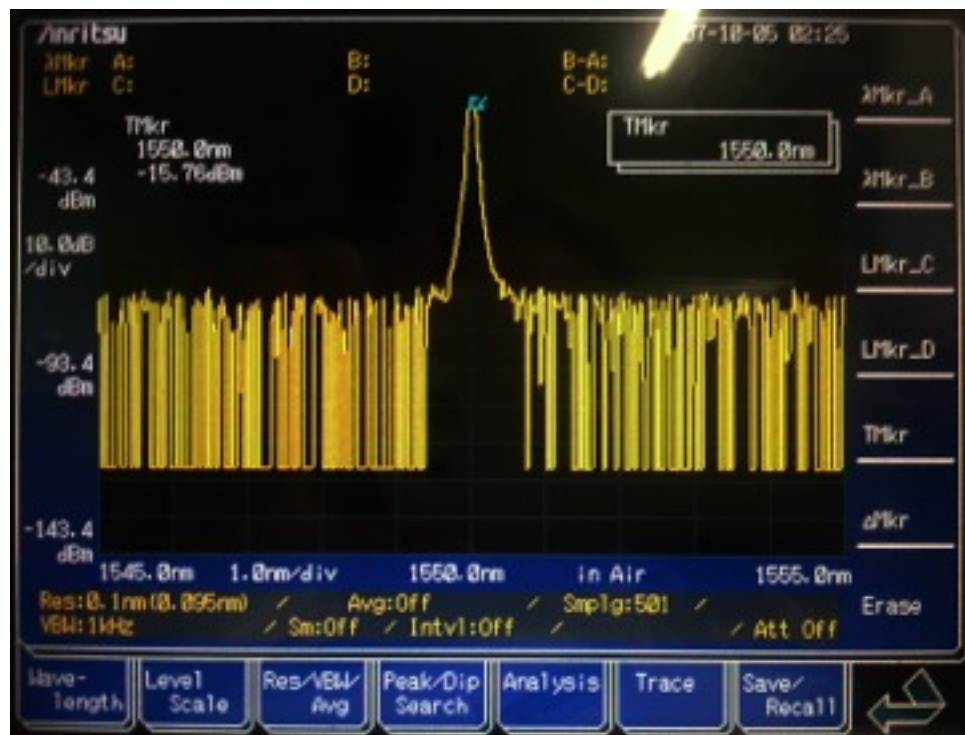 Anritsu
07-10-05 02:25
λMkr A: B: B-A:
LMkr C: D: C-D:
TMkr
1550.0nm
-15.76dBm
TMkr
1550.0nm
-43.4
dBm
10.0dB
/div
-93.4
dBm
-143.4
dBm
1545.0nm 1.0nm/div 1550.0nm in Air 1555.0nm
Res:0.1nm(0.095nm) / Avg:Off / Smplg:501 /
VBW:1kHz / Sm:Off / Intvl:Off / / Att Off
λMkr_A
λMkr_B
LMkr_C
LMkr_D
TMkr
ΔMkr
Erase
Wave-
length
Level
Scale
Res/VBW/
Avg
Peak/Dip
Search
Analysis
Trace
Save/
Recall